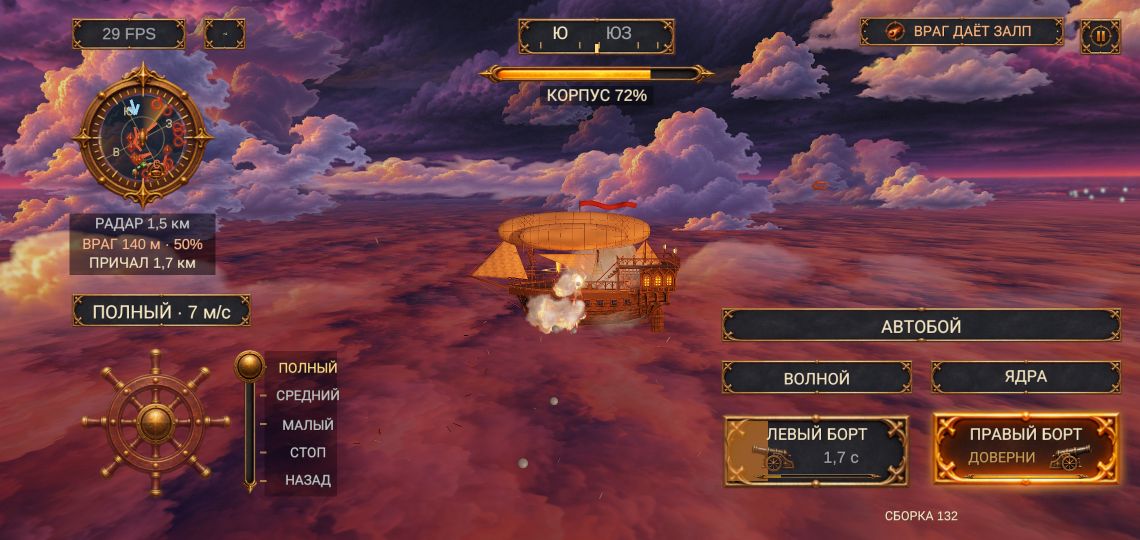 29 FPS
Ю ЮЗ
ВРАГ ДАЁТ ЗАЛП
КОРПУС 72%
З
В
РАДАР 1,5 км
ВРАГ 140 м · 50%
ПРИЧАЛ 1,7 км
ПОЛНЫЙ · 7 м/с
ПОЛНЫЙ
СРЕДНИЙ
МАЛЫЙ
СТОП
НАЗАД
АВТОБОЙ
ВОЛНОЙ
ЯДРА
ЛЕВЫЙ БОРТ
1,7 с
ПРАВЫЙ БОРТ
ДОВЕРНИ
СБОРКА 132